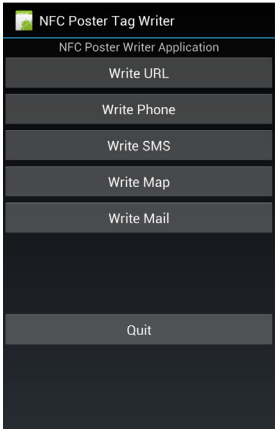 NFC Poster Tag Writer
NFC Poster Writer Application
Write URL
Write Phone
Write SMS
Write Map
Write Mail
Quit